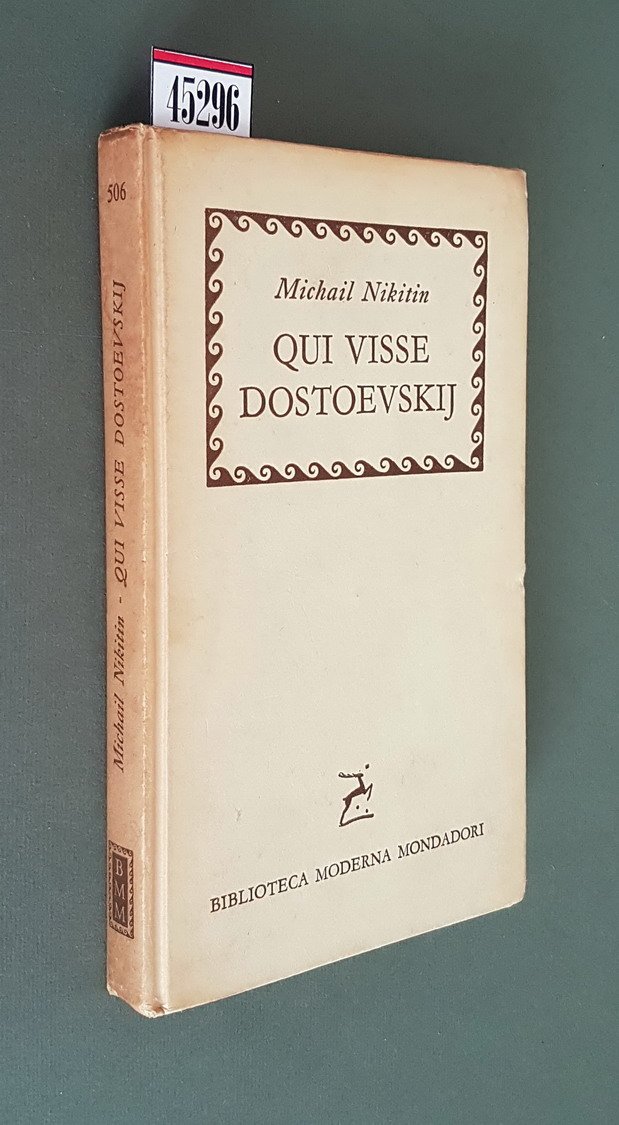 45296
506
Michail Nikitin - QUI VISSE DOSTOEVSKIJ
BMM
Michail Nikitin
QUI VISSE
DOSTOEVSKIJ
BIBLIOTECA MODERNA MONDADORI